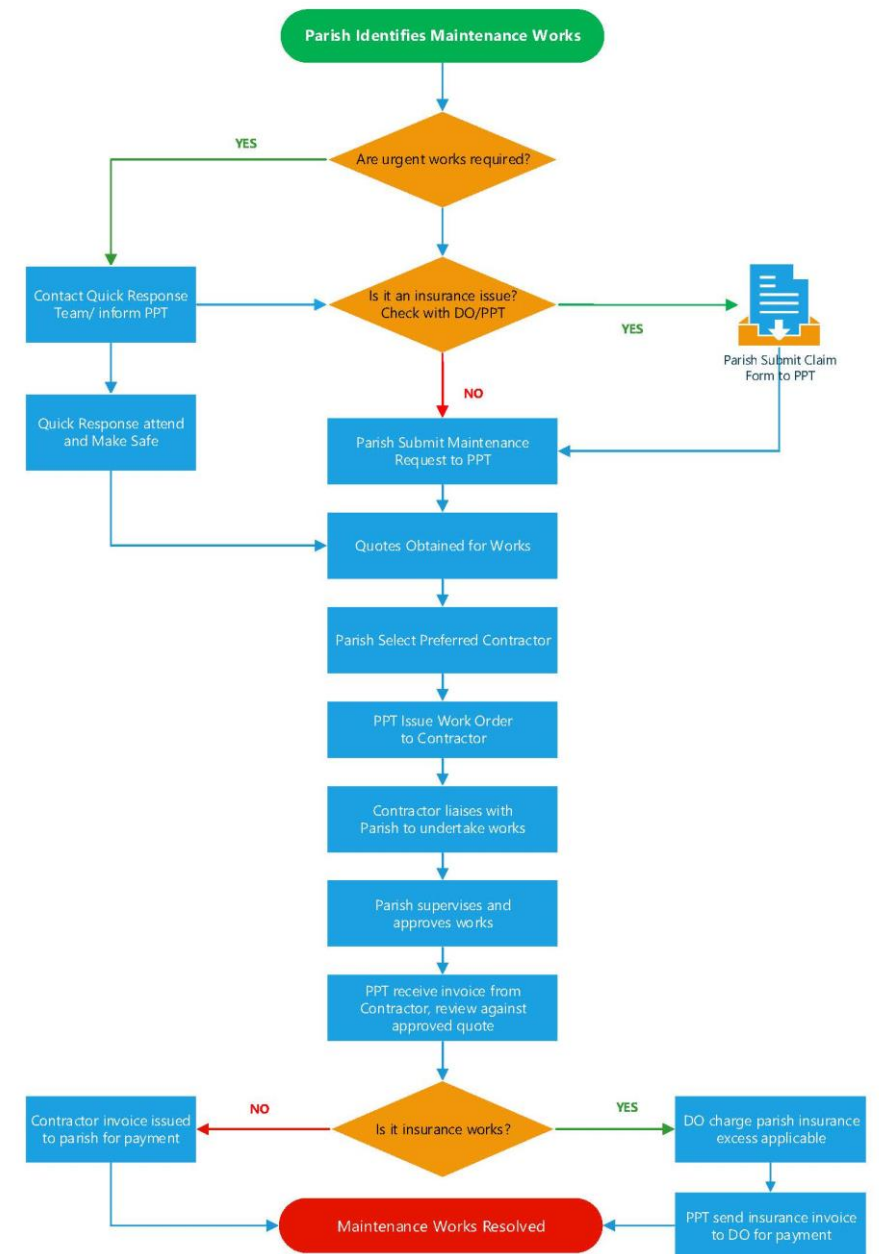 Parish Identifies Maintenance Works
YES
Are urgent works required?
Contact Quick Response
Team/ inform PPT
Is it an insurance issue?
Check with DO/PPT
YES
Parish Submit Claim
Form to PPT
NO
Quick Response attend
and Make Safe
Parish Submit Maintenance
Request to PPT
Quotes Obtained for Works
Parish Select Preferred Contractor
PPT Issue Work Order
to Contractor
Contractor liaises with
Parish to undertake works
Parish supervises and
approves works
PPT receive invoice from
Contractor, review against
approved quote
NO
YES
Contractor invoice issued
to parish for payment
Is it insurance works?
DO charge parish insurance
excess applicable
Maintenance Works Resolved
PPT send insurance invoice
to DO for payment